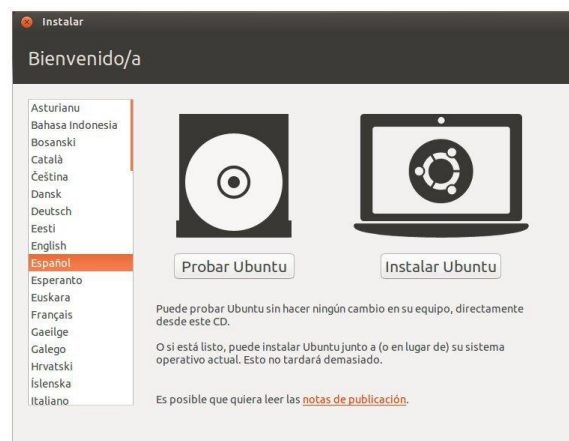 Instalar
Bienvenido/a
Asturianu
Bahasa Indonesia
Bosanski
Català
Čeština
Dansk
Deutsch
Eesti
English
Español
Esperanto
Euskara
Français
Gaeilge
Galego
Hrvatski
Íslenska
Italiano
Probar Ubuntu
Instalar Ubuntu
Puede probar Ubuntu sin hacer ningún cambio en su equipo, directamente
desde este CD.
O si está listo, puede instalar Ubuntu junto a (o en lugar de) su sistema
operativo actual. Esto no tardará demasiado.
Es posible que quiera leer las notas de publicación.